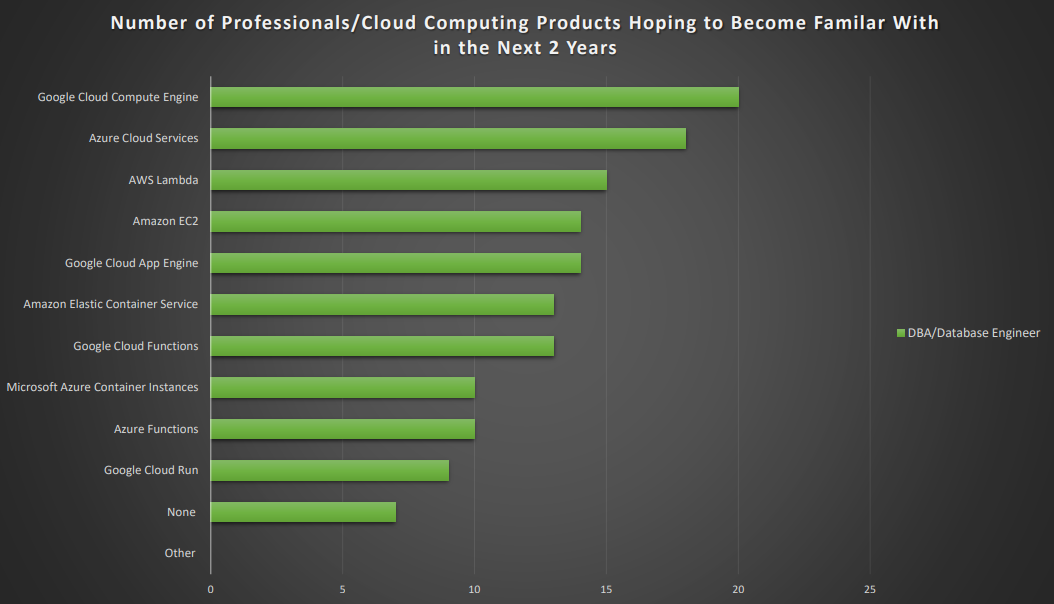 Number of Professionals/Cloud Computing Products Hoping to Become Familar With
in the Next 2 Years
Google Cloud Compute Engine
Azure Cloud Services
AWS Lambda
Amazon EC2
Google Cloud App Engine
Amazon Elastic Container Service
Google Cloud Functions
Microsoft Azure Container Instances
Azure Functions
Google Cloud Run
None
Other
0 5 10 15 20 25
DBA/Database Engineer